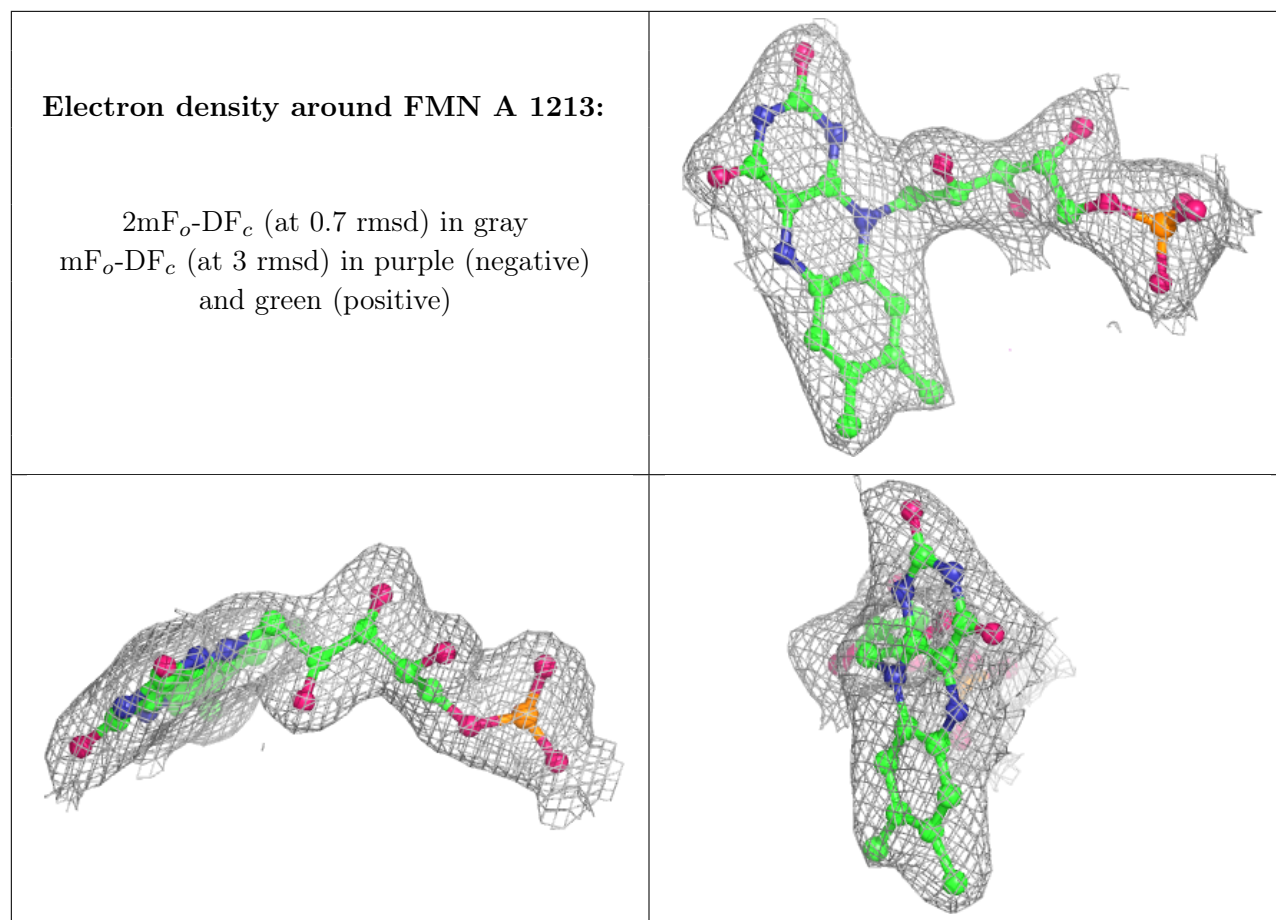 Electron density around FMN A 1213:
2mFo-DFc (at 0.7 rmsd) in gray
mFo-DFc (at 3 rmsd) in purple (negative)
and green (positive)